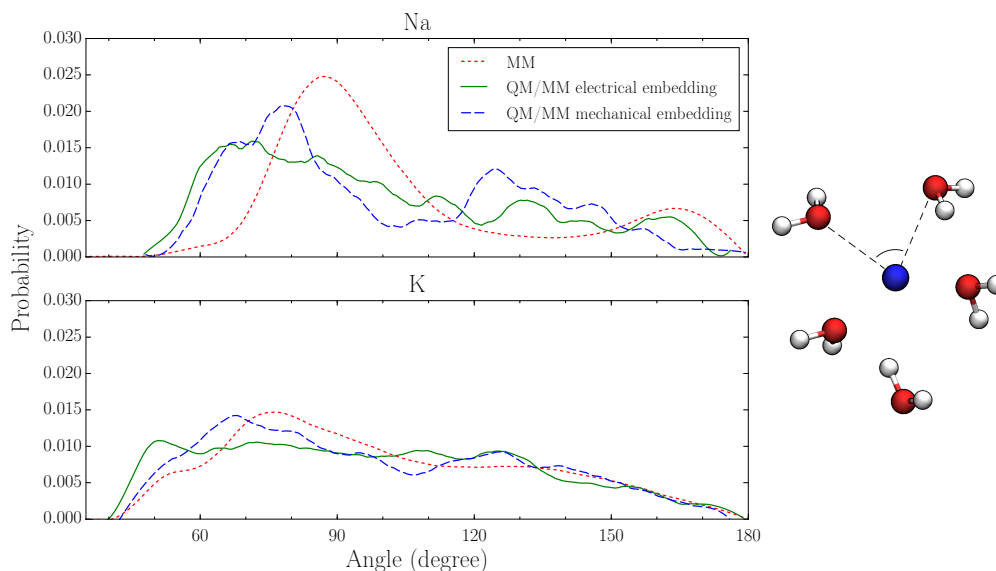 Na
0.030
0.025
0.020
0.015
0.010
0.005
0.000
MM
QM/MM electrical embedding
QM/MM mechanical embedding
Probability
K
0.030
0.025
0.020
0.015
0.010
0.005
0.000
60
90
120
150
180
Angle (degree)